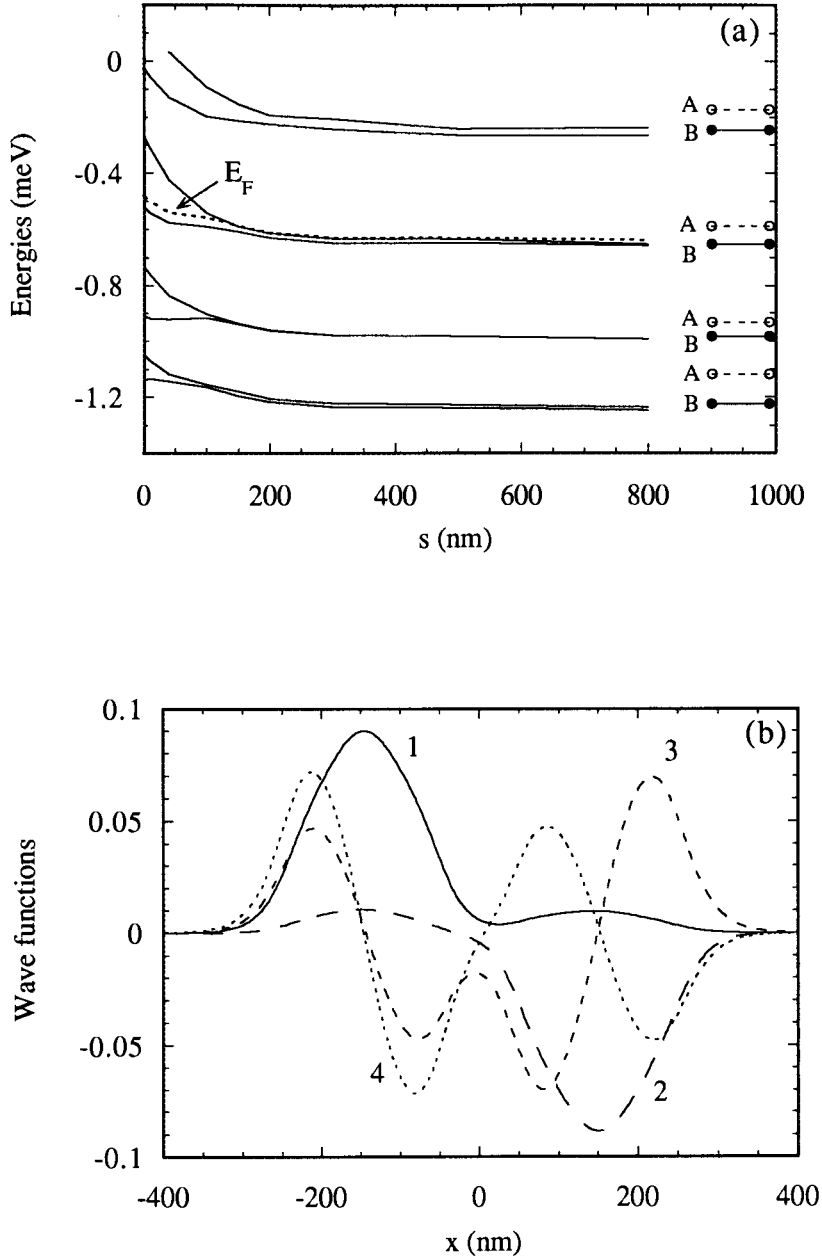 (a)
0
-0.4
-0.8
-1.2
Energies (meV)
E_F
A
B
A
B
A
B
A
B
0 200 400 600 800 1000
s (nm)
(b)
0.1
0.05
0
-0.05
-0.1
Wave functions
1
3
4
2
-400 -200 0 200 400
x (nm)